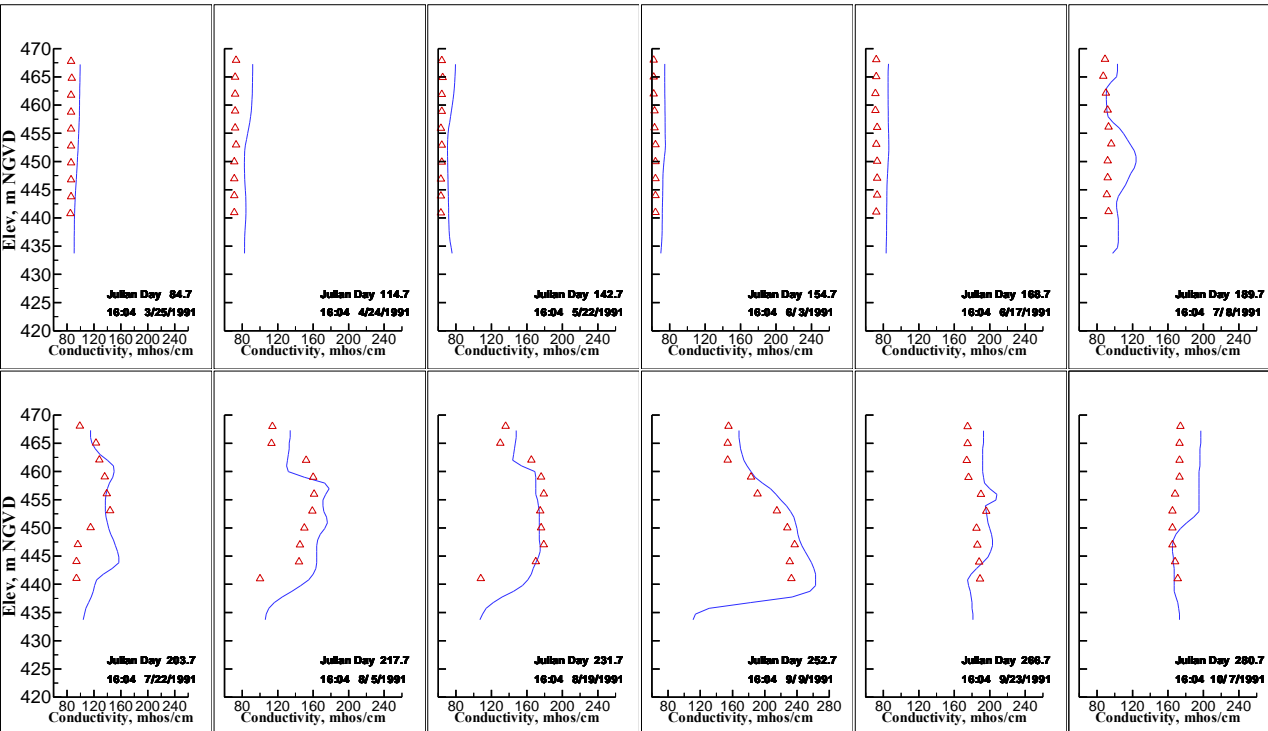 470
465
460
455
450
445
440
435
430
425
420
Elev, m NGVD
Julian Day 84.7
16:04 3/25/1991
80 120 160 200 240
Conductivity, mhos/cm
Julian Day 114.7
16:04 4/24/1991
80 120 160 200 240
Conductivity, mhos/cm
Julian Day 142.7
16:04 5/22/1991
80 120 160 200 240
Conductivity, mhos/cm
Julian Day 154.7
16:04 6/ 3/1991
80 120 160 200 240
Conductivity, mhos/cm
Julian Day 168.7
16:04 6/17/1991
80 120 160 200 240
Conductivity, mhos/cm
470
465
460
455
450
445
440
435
430
425
420
Julian Day 189.7
16:04 7/ 8/1991
80 120 160 200 240
Conductivity, mhos/cm
470
465
460
455
450
445
440
435
430
425
420
Elev, m NGVD
Julian Day 203.7
16:04 7/22/1991
80 120 160 200 240
Conductivity, mhos/cm
Julian Day 217.7
16:04 8/ 5/1991
80 120 160 200 240
Conductivity, mhos/cm
Julian Day 231.7
16:04 8/19/1991
80 120 160 200 240
Conductivity, mhos/cm
Julian Day 252.7
16:04 9/ 9/1991
80 120 160 200 240 280
Conductivity, mhos/cm
Julian Day 266.7
16:04 9/23/1991
80 120 160 200 240
Conductivity, mhos/cm
Julian Day 280.7
16:04 10/ 7/1991
80 120 160 200 240
Conductivity, mhos/cm